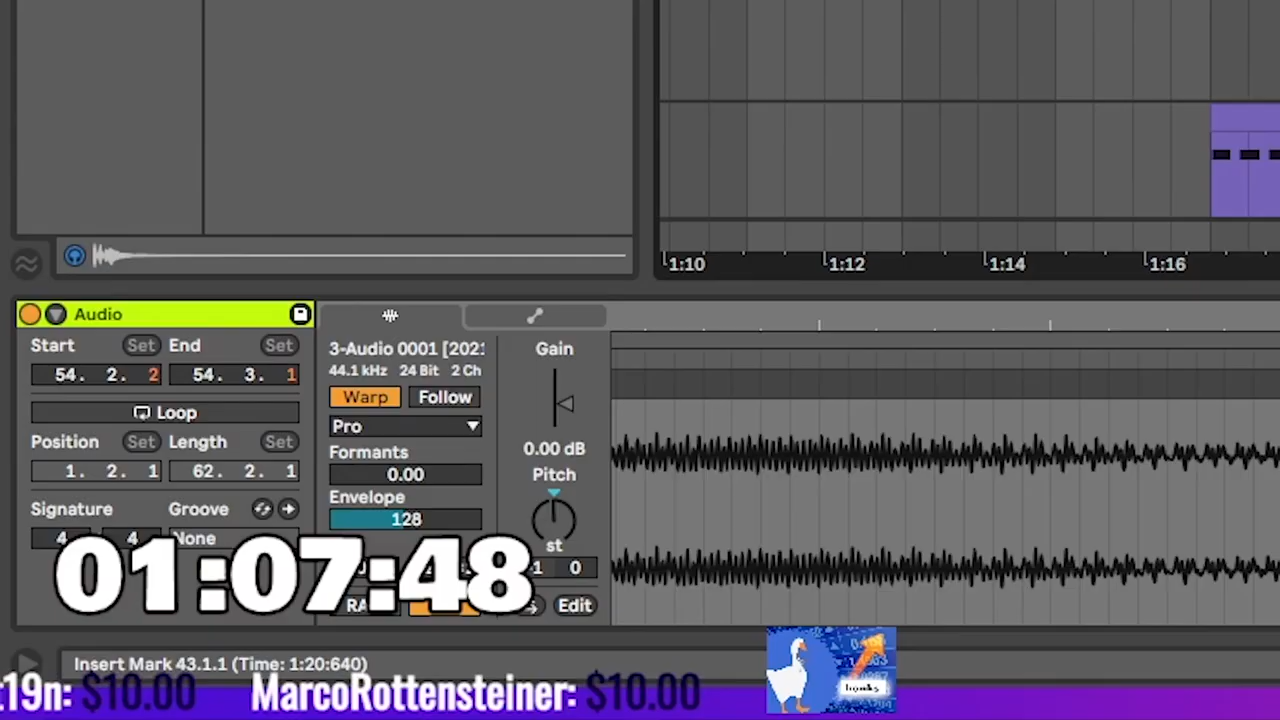 1:10 1:12 1:14 1:16
Audio
Start Set End Set
54. 2. 2 54. 3. 1
Loop
Position Set Length Set
1. 2. 1 62. 2. 1
Signature Groove
4 4 None
3-Audio 0001 [2021
44.1 kHz 24 Bit 2 Ch
Warp Follow
Pro
Formants
0.00
Envelope
128
Gain
0.00 dB
Pitch
st
0
Edit
01:07:48
Insert Mark 43.1.1 (Time: 1:20:640)
t19n: $10.00 MarcoRottensteiner: $10.00